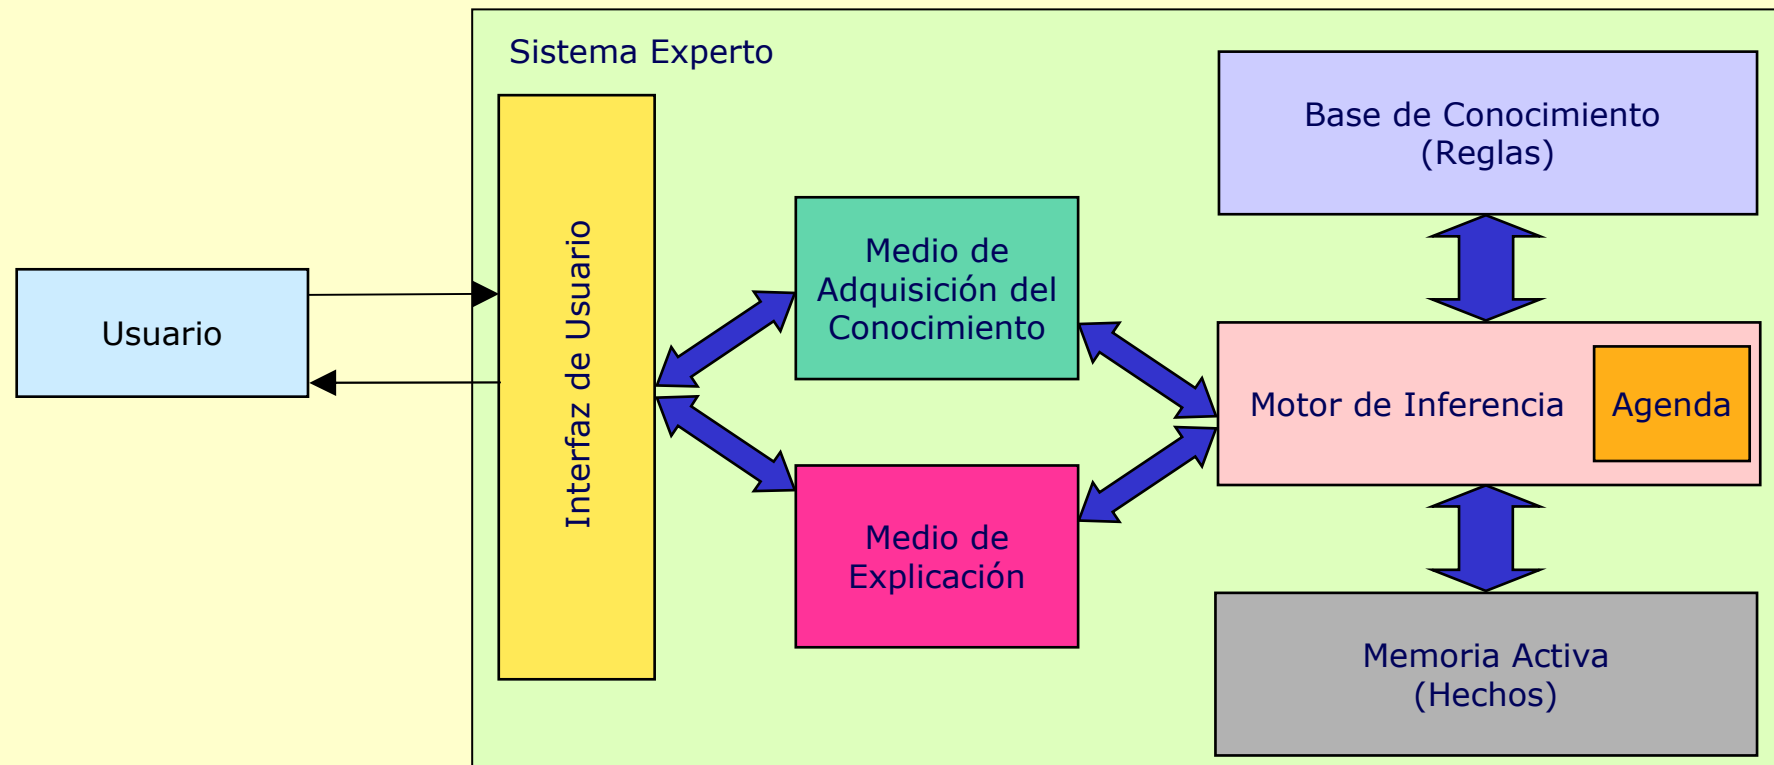 Sistema Experto
Usuario
Interfaz de Usuario
Medio de
Adquisición del
Conocimiento
Medio de
Explicación
Base de Conocimiento
(Reglas)
Motor de Inferencia
Agenda
Memoria Activa
(Hechos)